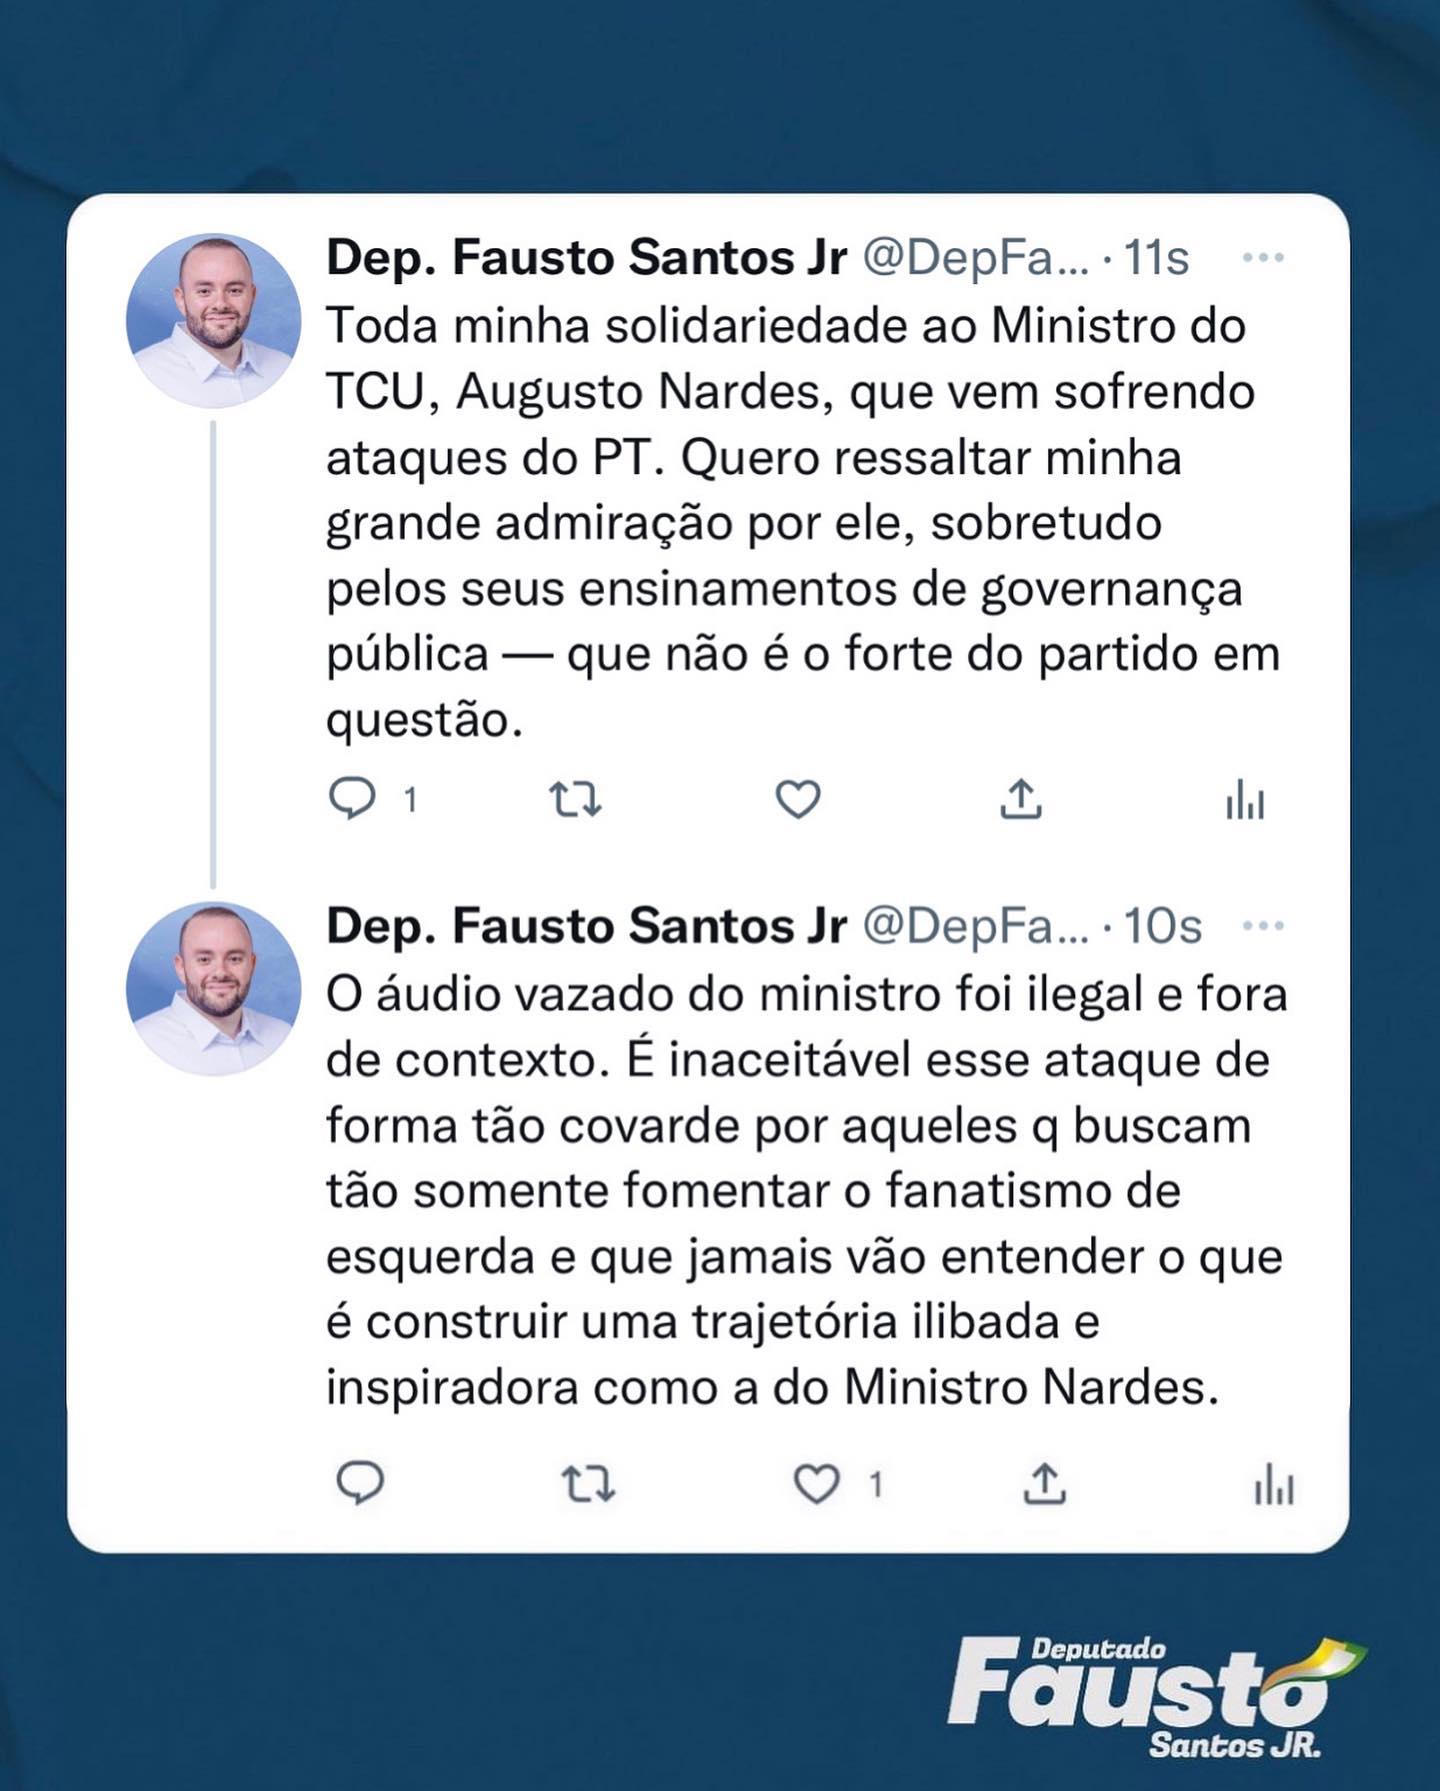 Dep. Fausto Santos Jr @DepFa... · 11s
Toda minha solidariedade ao Ministro do
TCU, Augusto Nardes, que vem sofrendo
ataques do PT. Quero ressaltar minha
grande admiração por ele, sobretudo
pelos seus ensinamentos de governança
pública — que não é o forte do partido em
questão.
1
Dep. Fausto Santos Jr @DepFa... · 10s
O áudio vazado do ministro foi ilegal e fora
de contexto. É inaceitável esse ataque de
forma tão covarde por aqueles q buscam
tão somente fomentar o fanatismo de
esquerda e que jamais vão entender o que
é construir uma trajetória ilibada e
inspiradora como a do Ministro Nardes.
1
Deputado
Fausto
Santos JR.